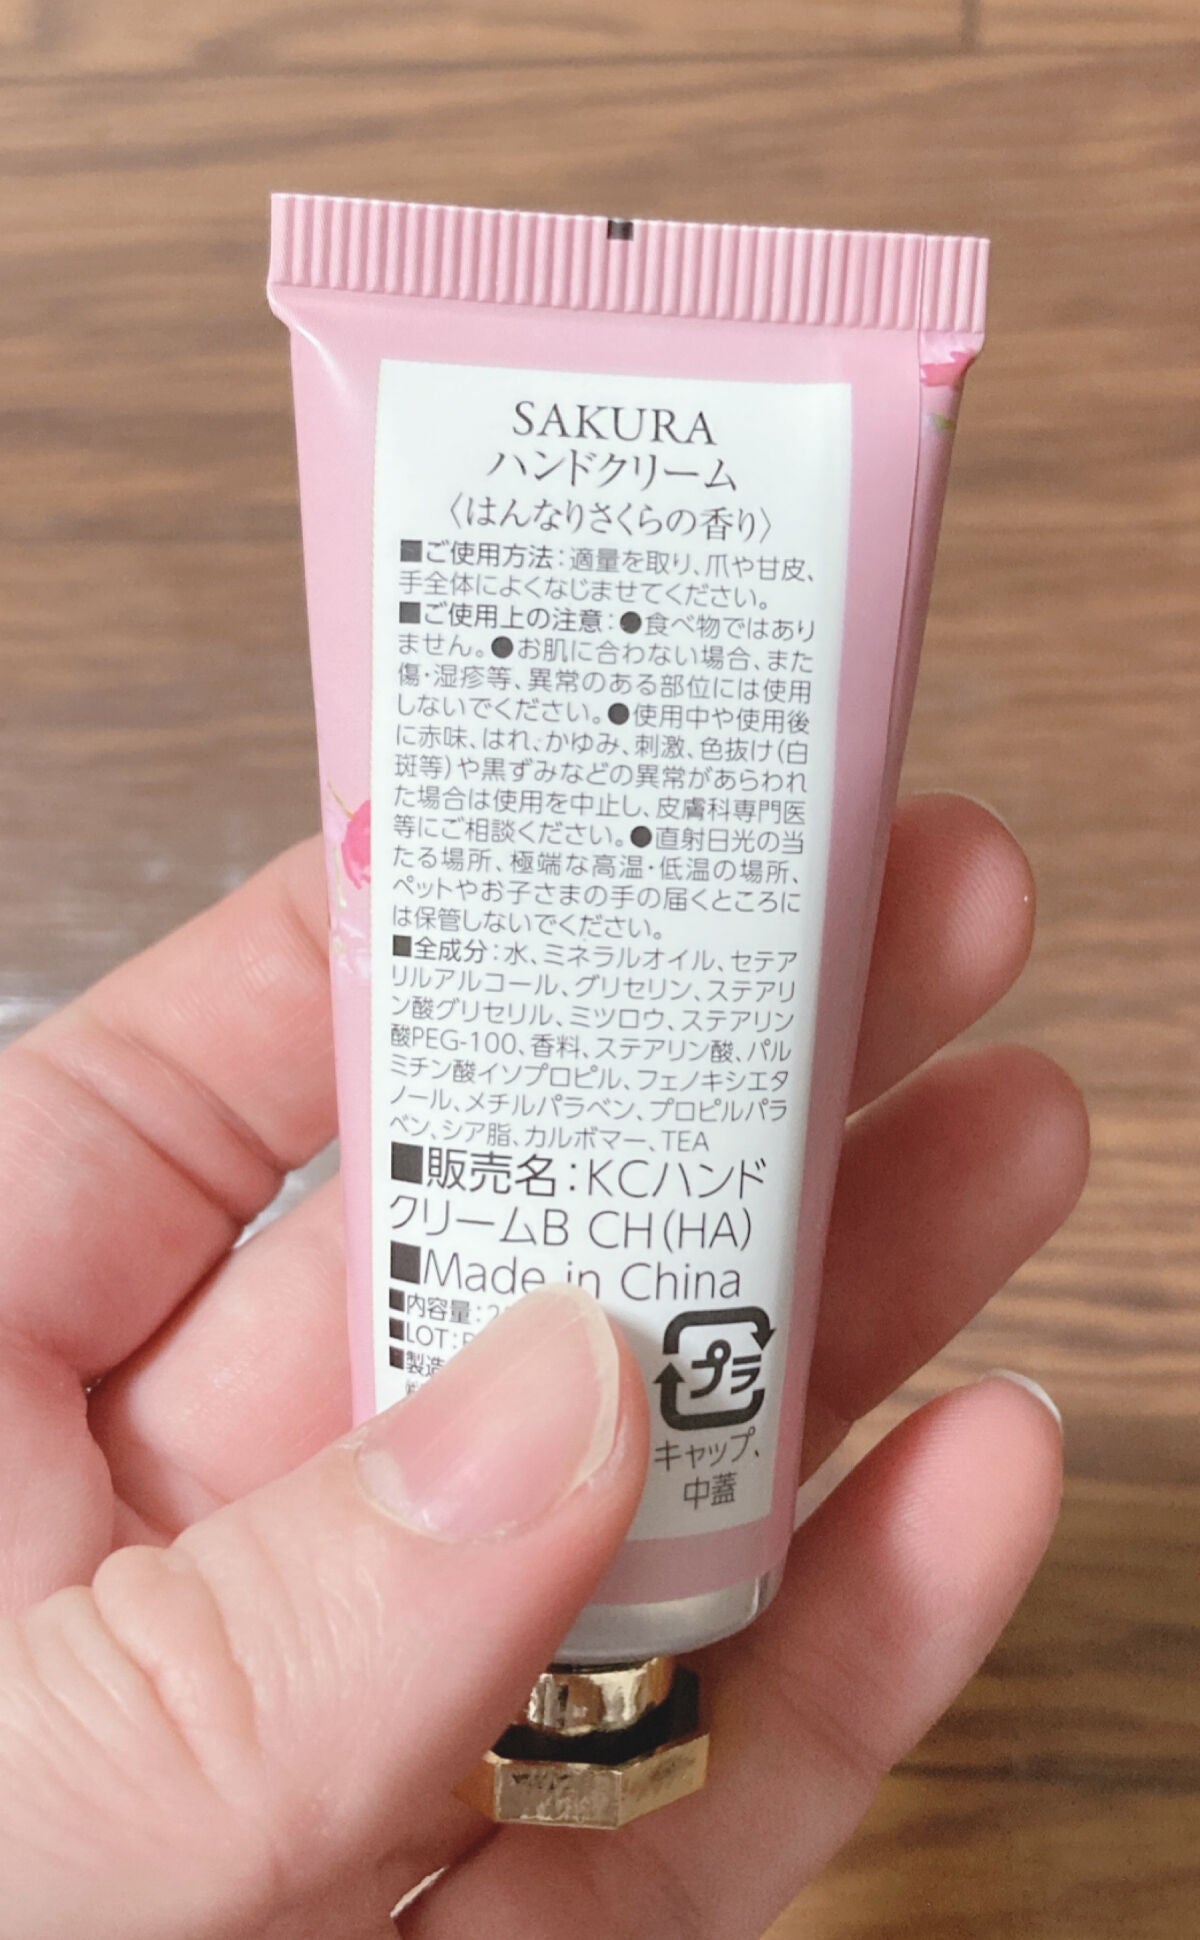 SAKURA
ハンドクリーム
〈はんなりさくらの香り〉
■ご使用方法:適量を取り、爪や甘皮、
手全体によくなじませてください。
■ご使用上の注意:●食べ物ではあり
ません。●お肌に合わない場合、また
傷・湿疹等、異常のある部位には使用
しないでください。●使用中や使用後
に赤味、はれ、かゆみ、刺激、色抜け(白
斑等)や黒ずみなどの異常があらわれ
た場合は使用を中止し、皮膚科専門医
等にご相談ください。●直射日光の当
たる場所、極端な高温・低温の場所、
ペットやお子さまの手の届くところに
は保管しないでください。
■全成分:水、ミネラルオイル、セテア
リルアルコール、グリセリン、ステアリ
ン酸グリセリル、ミツロウ、ステアリン
酸PEG-100、香料、ステアリン酸、パル
ミチン酸イソプロピル、フェノキシエタ
ノール、メチルパラベン、プロピルパラ
ベン、シア脂、カルボマー、TEA
■販売名:KCハンド
クリームB CH(HA)
■Made in China
■内容量:
■LOT:
■製造
プラ
キャップ、
中蓋